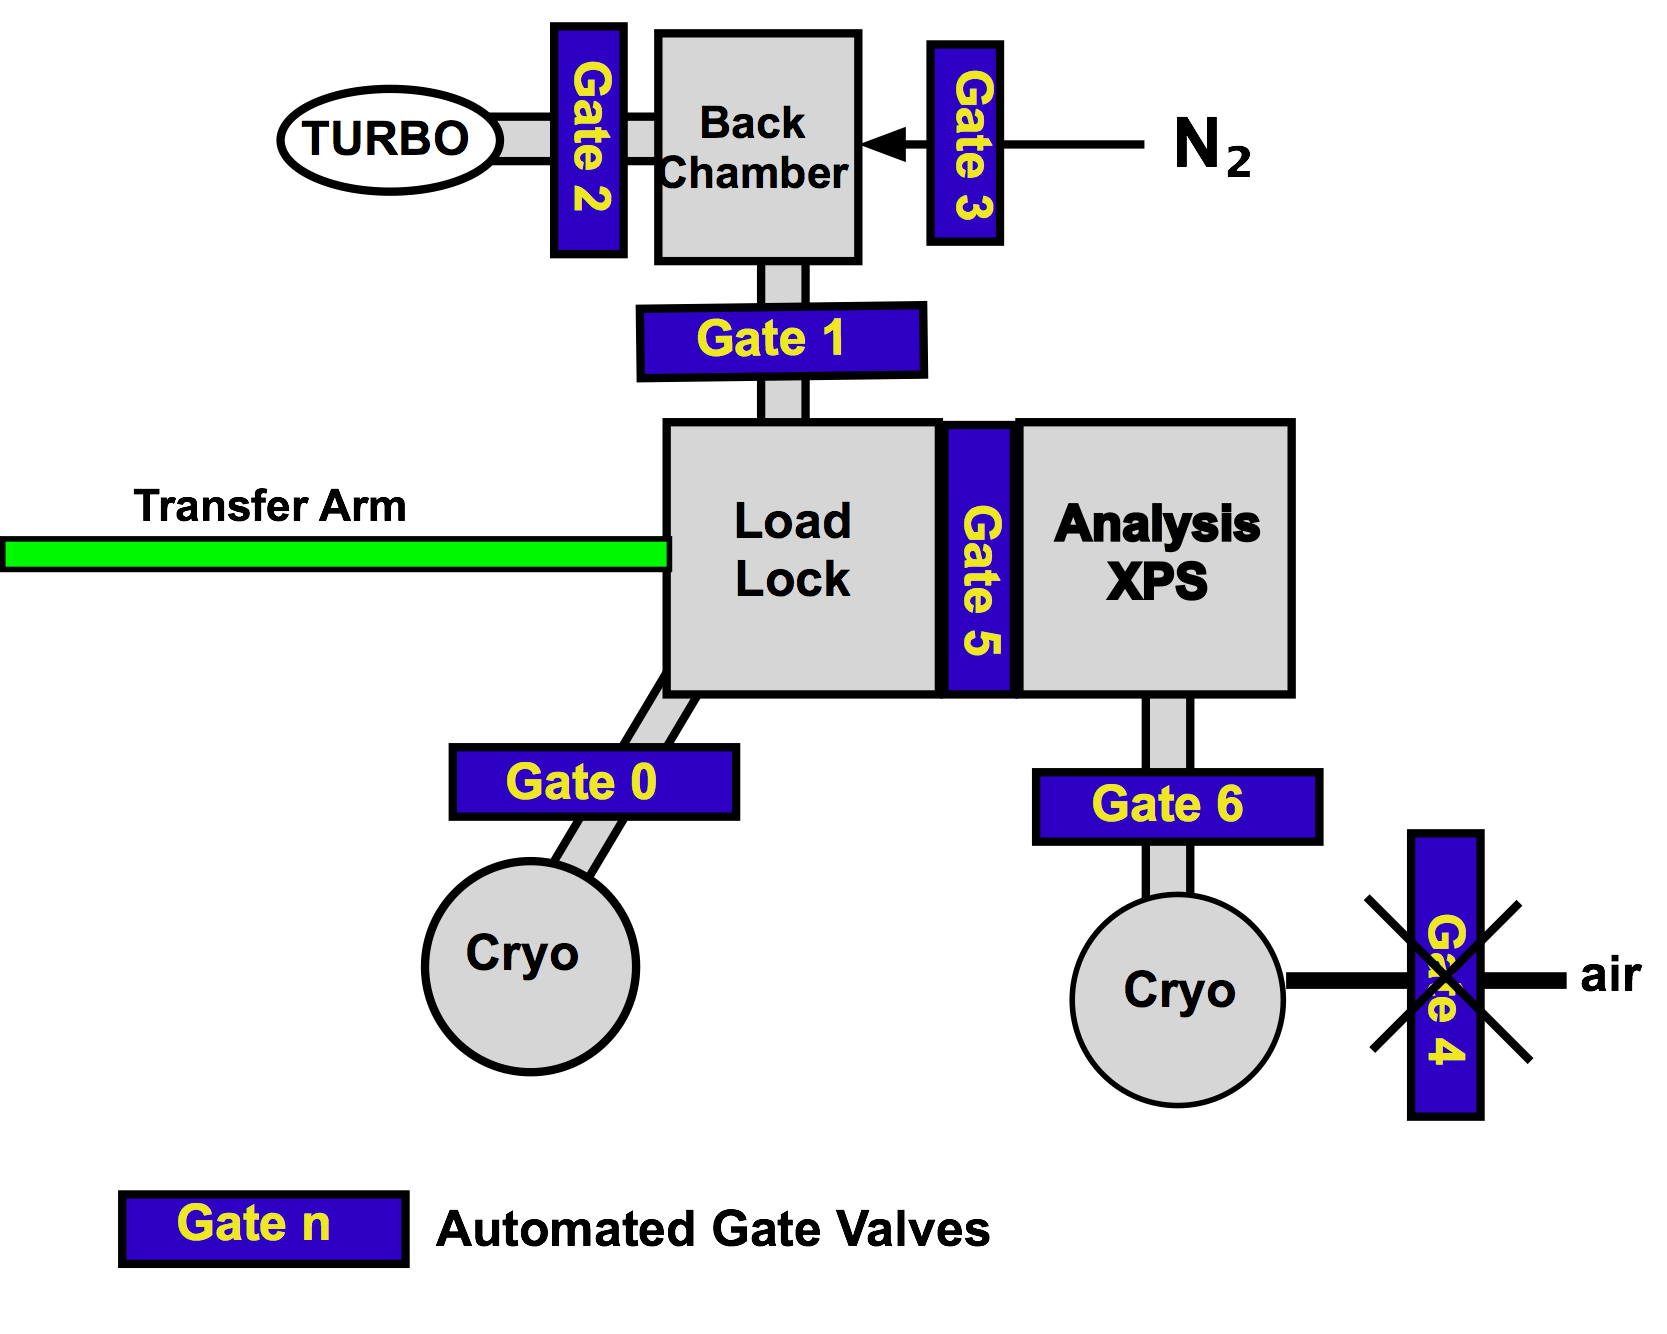 TURBO
Gate 2
Back
Chamber
Gate 3
N₂
Gate 1
Transfer Arm
Load
Lock
Gate 5
Analysis
XPS
Gate 0
Gate 6
Cryo
Cryo
Gate 4
air
Gate n
Automated Gate Valves